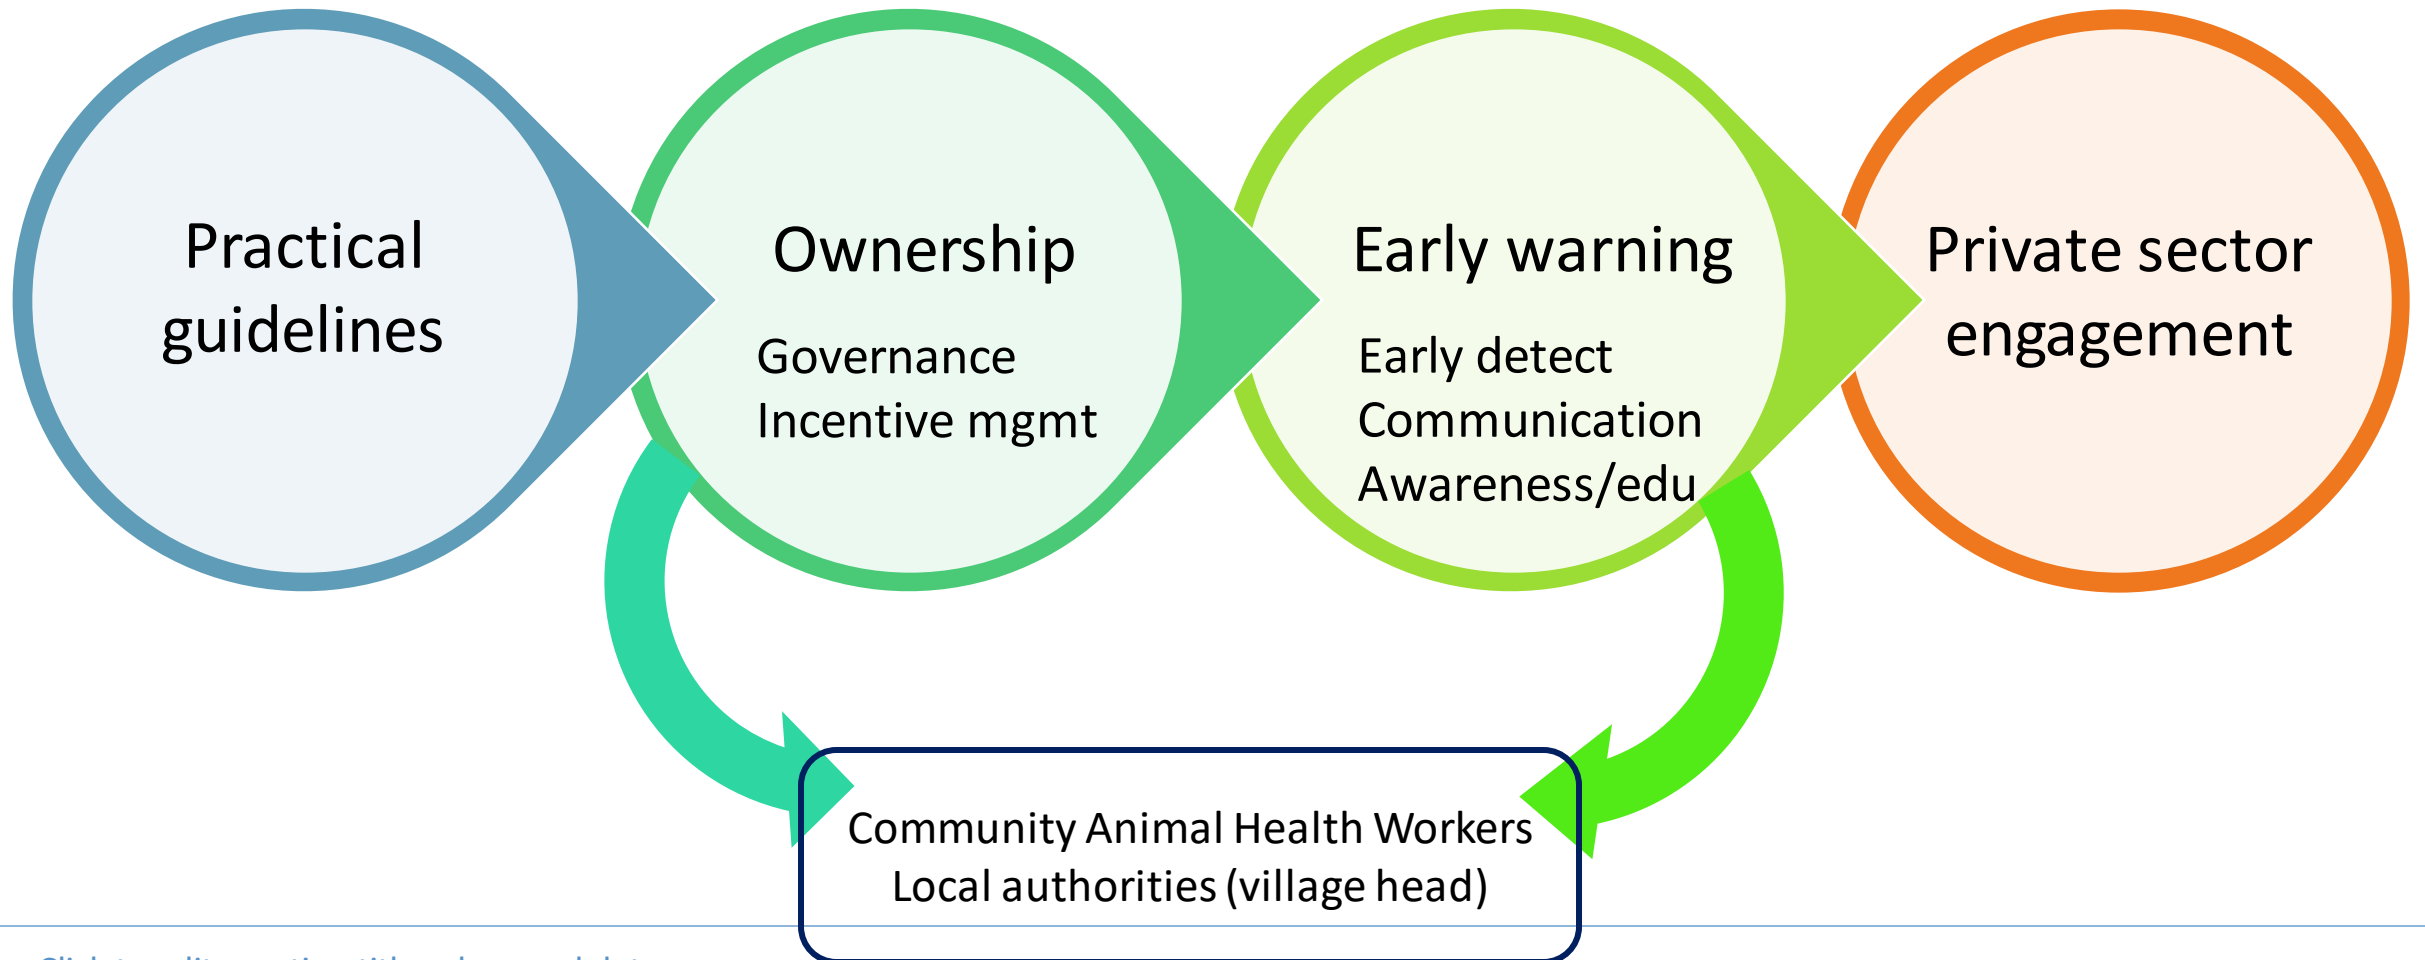 Practical
guidelines
Ownership
Governance
Incentive mgmt
Early warning
Early detect
Communication
Awareness/edu
Private sector
engagement
Community Animal Health Workers
Local authorities (village head)